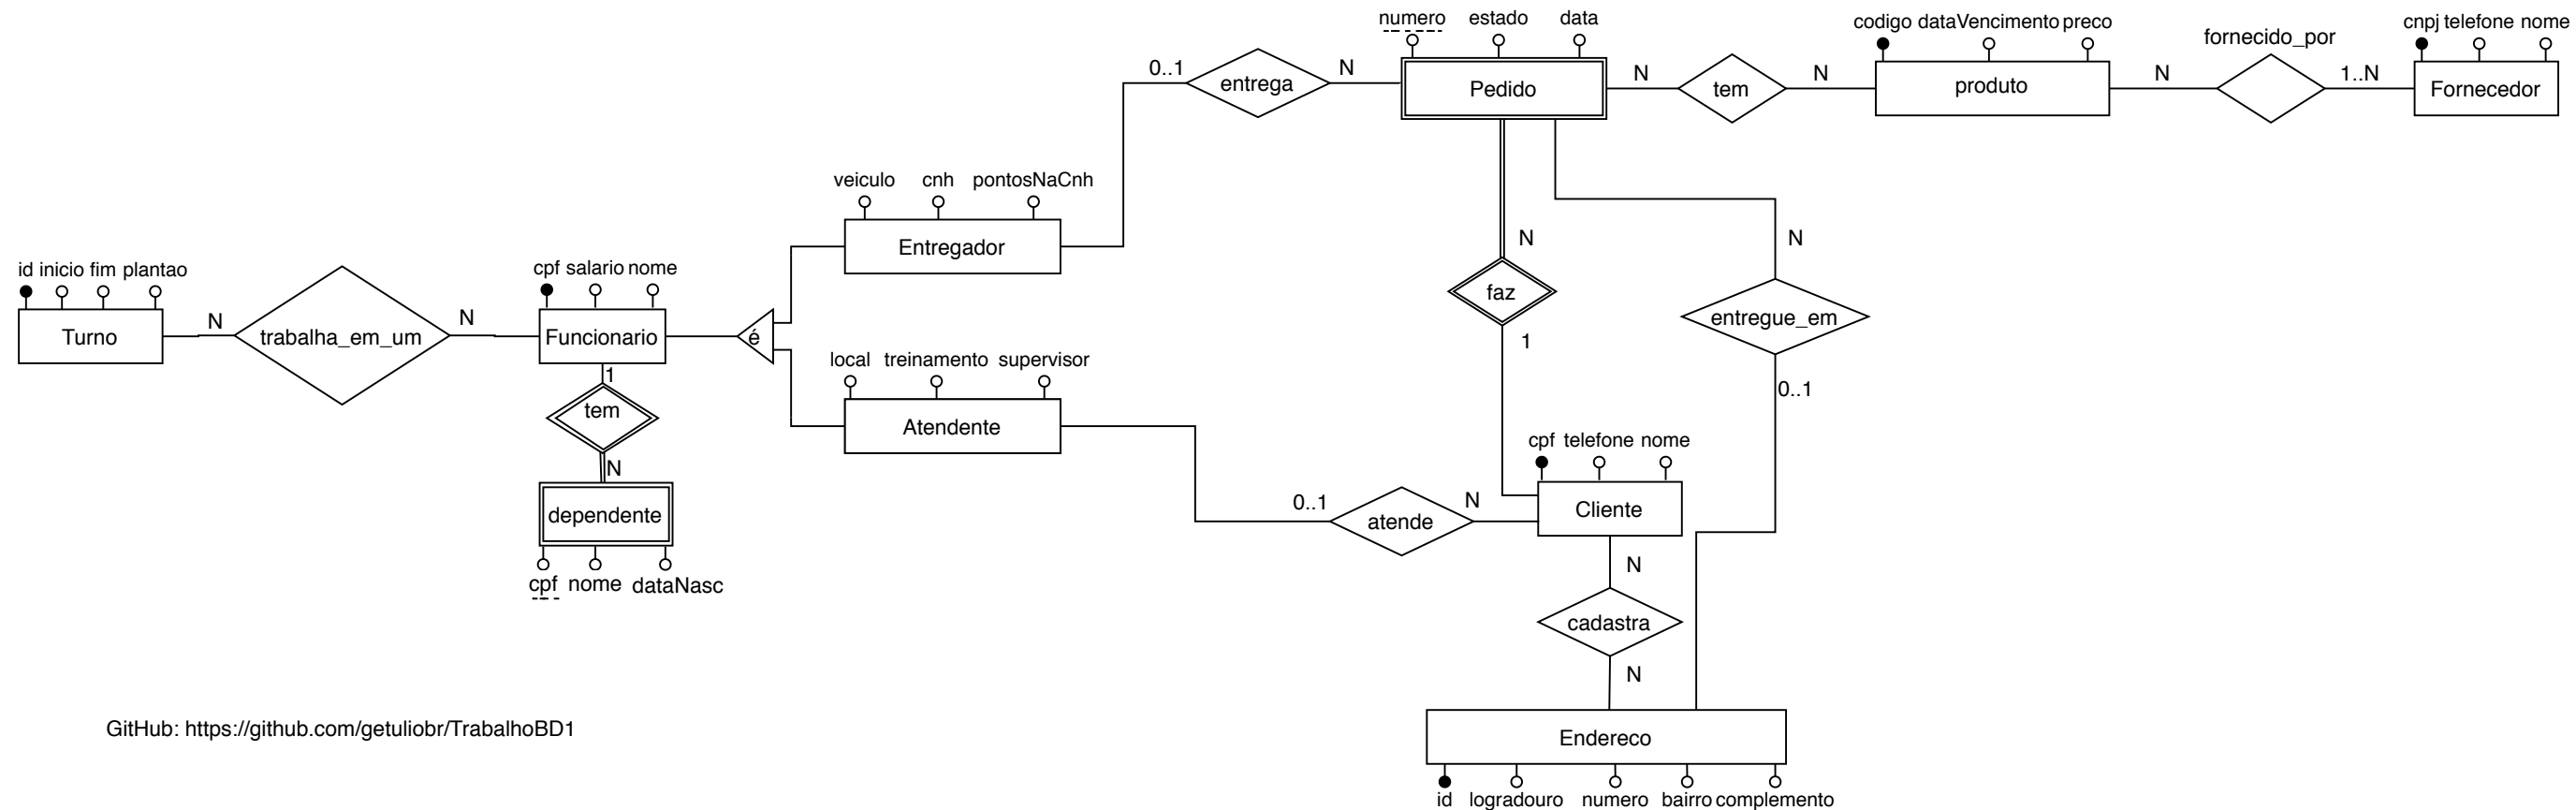 numero estado data
codigo dataVencimento preco
cnpj telefone nome
fornecido_por
0..1 entrega N
Pedido
N tem N
produto
N 1..N
Fornecedor
veiculo cnh pontosNaCnh
Entregador
N
N
id inicio fim plantao
cpf salario nome
faz
entregue_em
Turno
N trabalha_em_um N
Funcionario
é
1
local treinamento supervisor
1
0..1
tem
Atendente
N
cpf telefone nome
dependente
0..1 atende N
Cliente
cpf nome dataNasc
N
cadastra
N
GitHub: https://github.com/getuliobr/TrabalhoBD1
Endereco
id logradouro numero bairro complemento